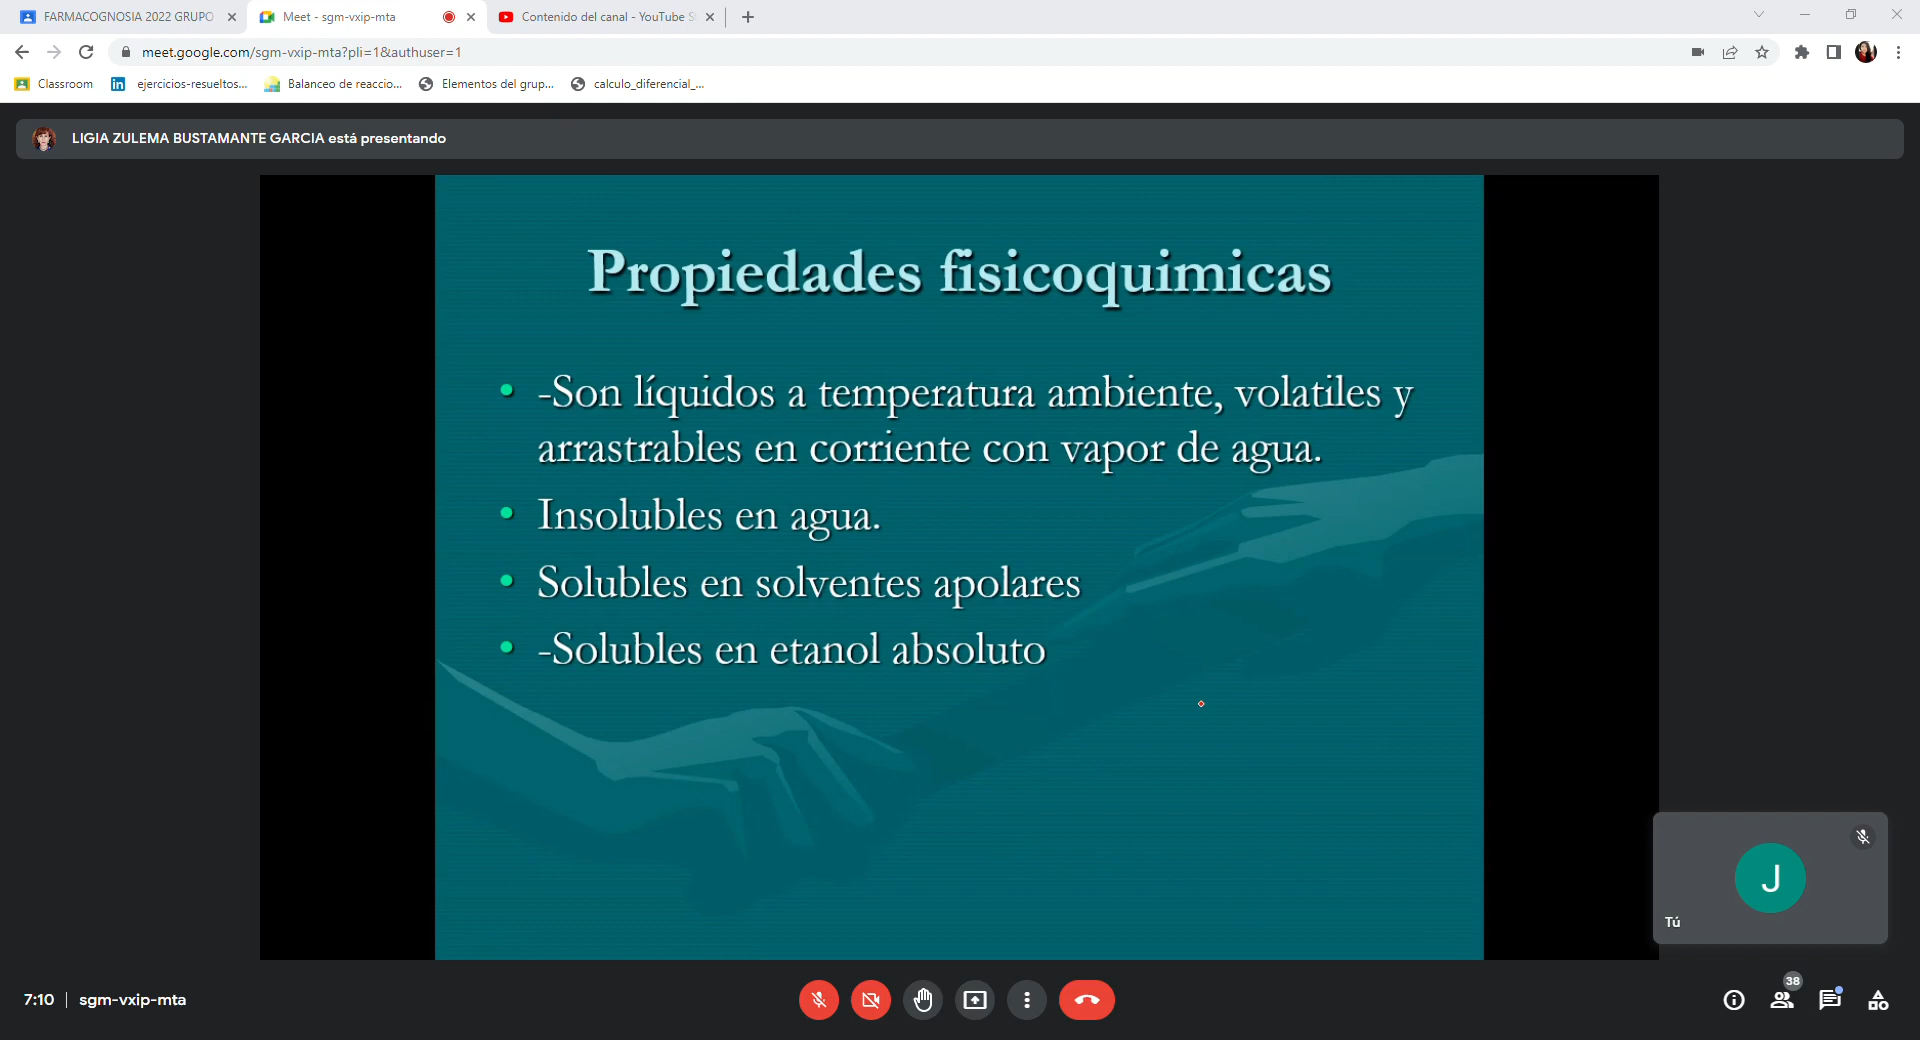 FARMACOGNOSIA 2022 GRUPO
Meet - sgm-vxip-mta
Contenido del canal - YouTube S
meet.google.com/sgm-vxip-mta?pli=1&authuser=1
Classroom
in
ejercicios-resueltos...
Balanceo de reaccio...
Elementos del grup...
calculo_diferencial_...
LIGIA ZULEMA BUSTAMANTE GARCIA está presentando
Propiedades fisicoquimicas
-Son líquidos a temperatura ambiente, volatiles y
arrastrables en corriente con vapor de agua.
Insolubles en agua.
Solubles en solventes apolares
-Solubles en etanol absoluto
J
Tú
7:10 | sgm-vxip-mta
38